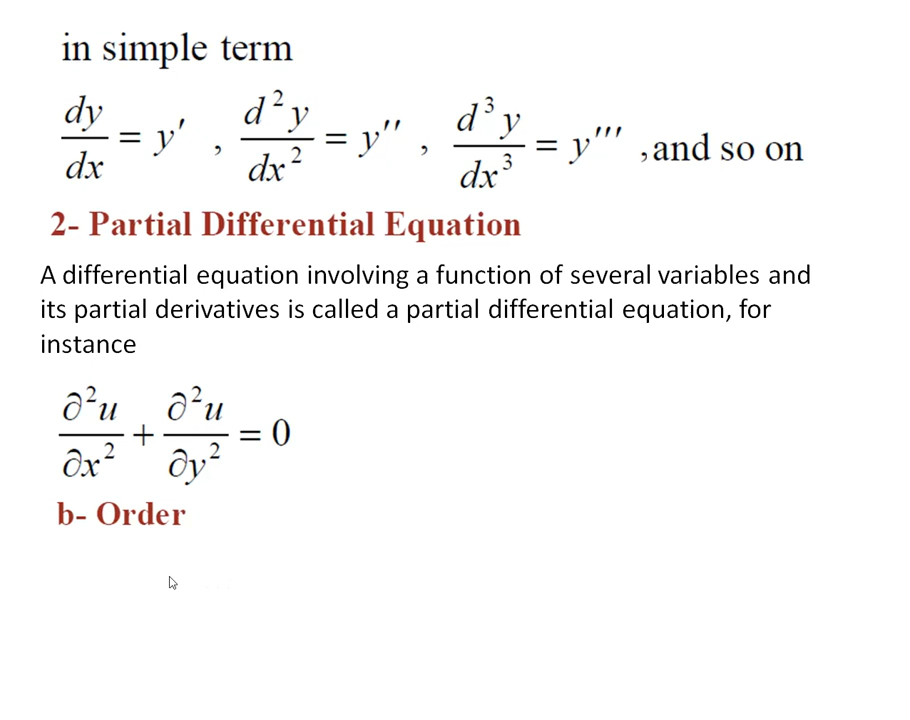 in simple term
dy/dx = y′ , d²y/dx² = y″ , d³y/dx³ = y‴ ,and so on
2- Partial Differential Equation
A differential equation involving a function of several variables and
its partial derivatives is called a partial differential equation, for
instance
∂²u/∂x² + ∂²u/∂y² = 0
b- Order